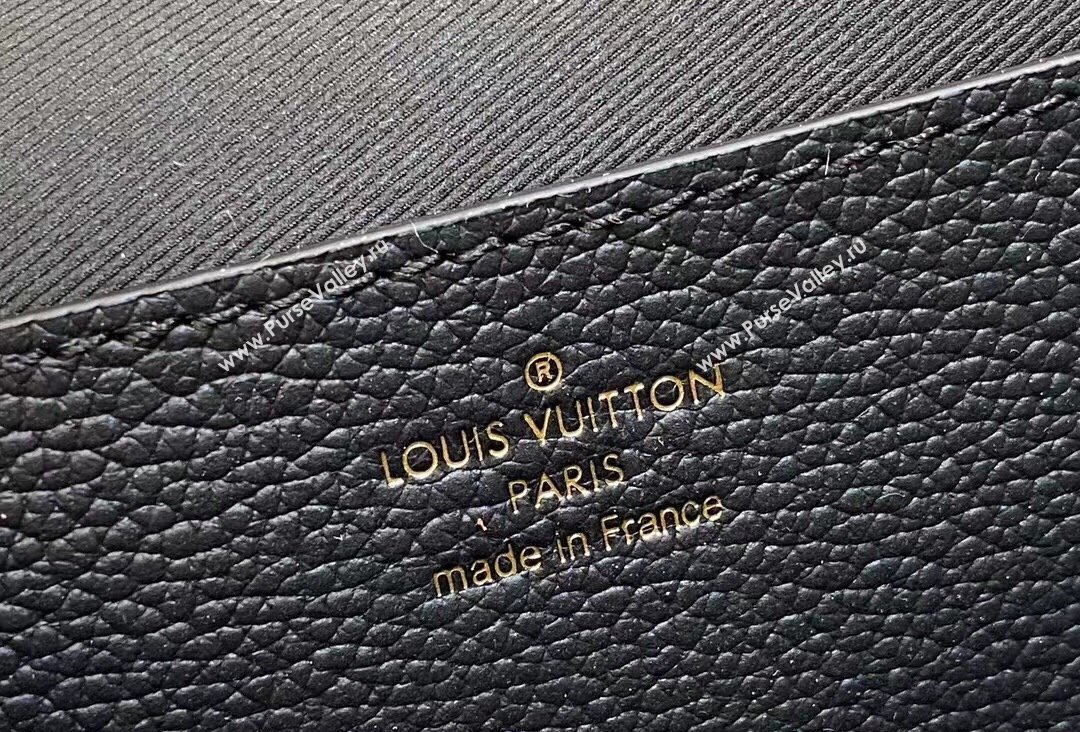 www.PurseValley.ru
www.PurseValley.ru
®
LOUIS VUITTON
PARIS
made in France